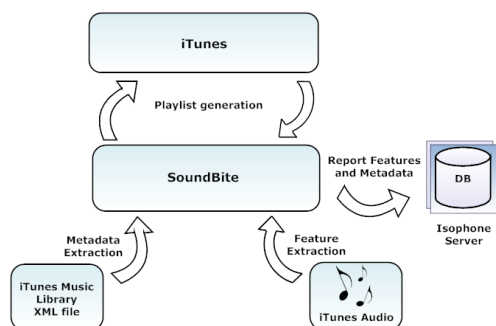 iTunes
Playlist generation
SoundBite
Report Features
and Metadata
DB
Isophone
Server
Metadata
Extraction
Feature
Extraction
iTunes Music
Library
XML file
iTunes Audio